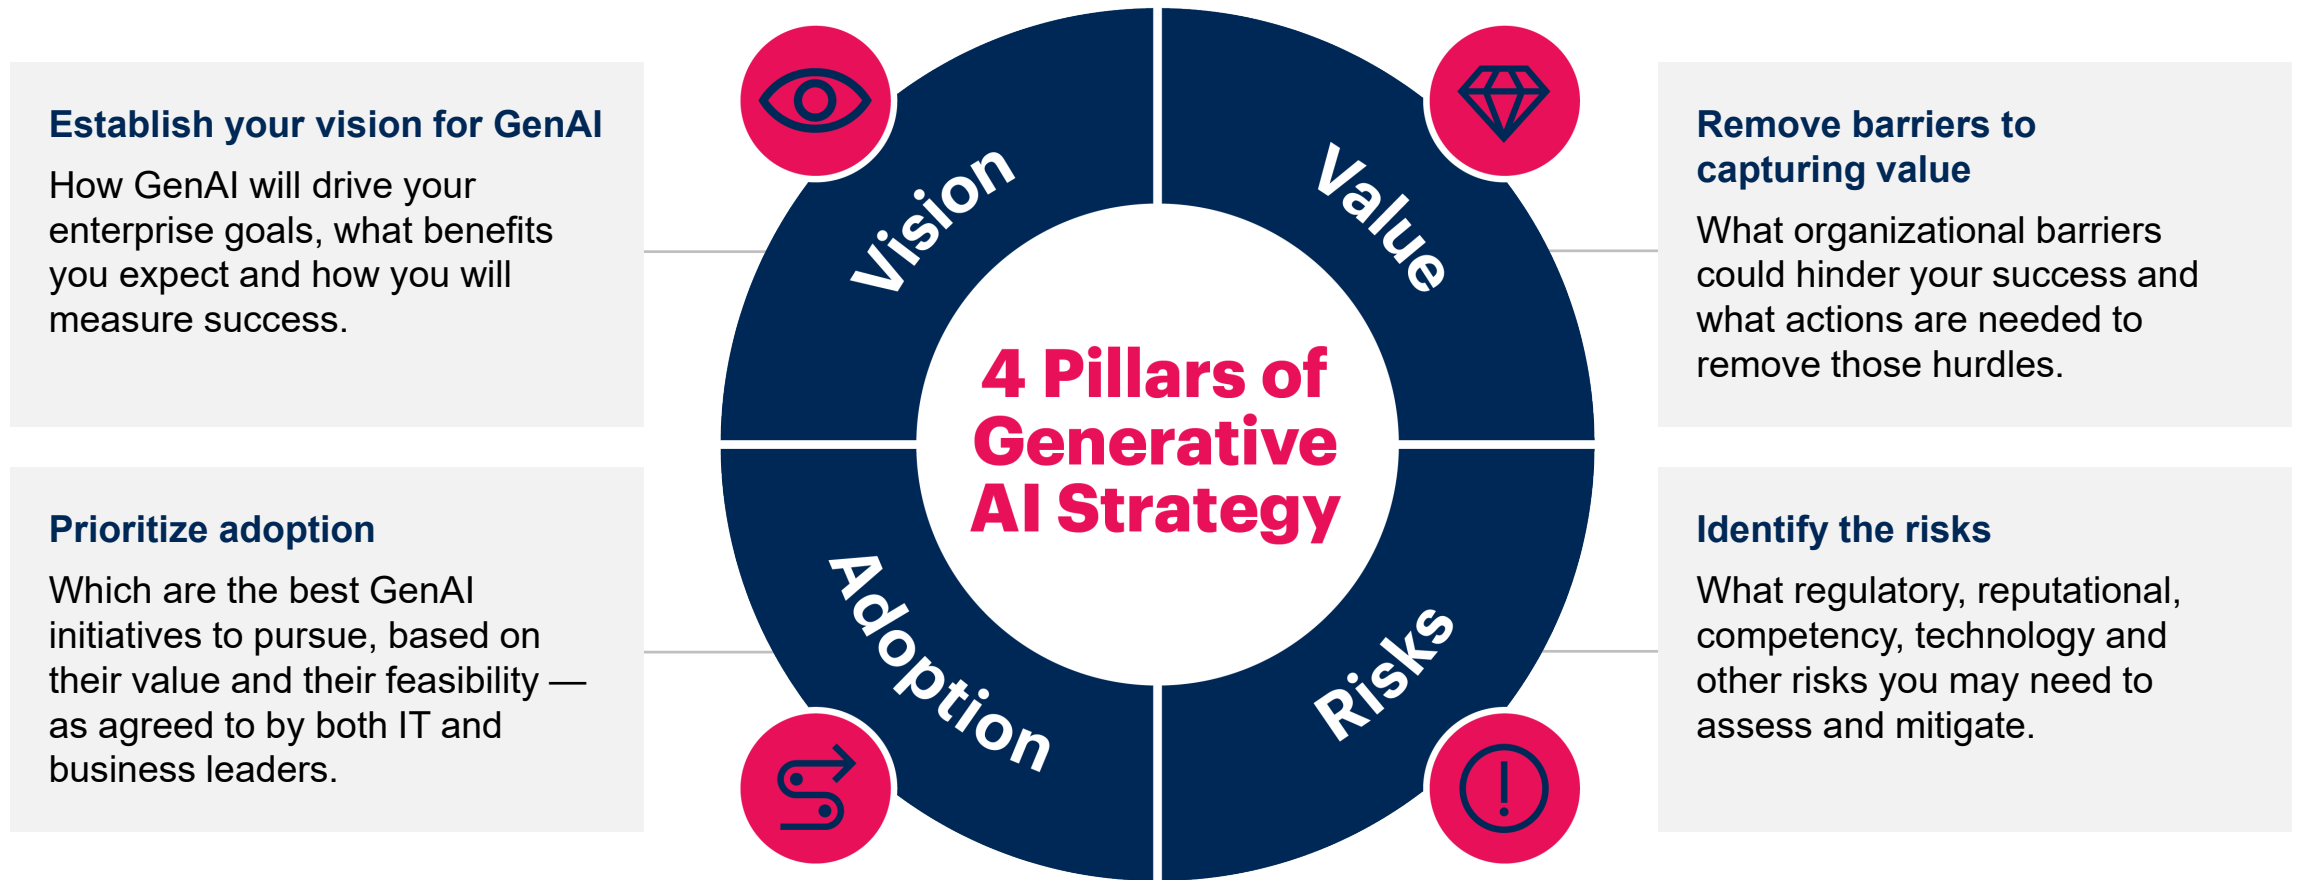 Establish your vision for GenAI
How GenAI will drive your
enterprise goals, what benefits
you expect and how you will
measure success.
Vision
Value
Remove barriers to
capturing value
What organizational barriers
could hinder your success and
what actions are needed to
remove those hurdles.
4 Pillars of
Generative
AI Strategy
Prioritize adoption
Which are the best GenAI
initiatives to pursue, based on
their value and their feasibility —
as agreed to by both IT and
business leaders.
Adoption
Risks
Identify the risks
What regulatory, reputational,
competency, technology and
other risks you may need to
assess and mitigate.